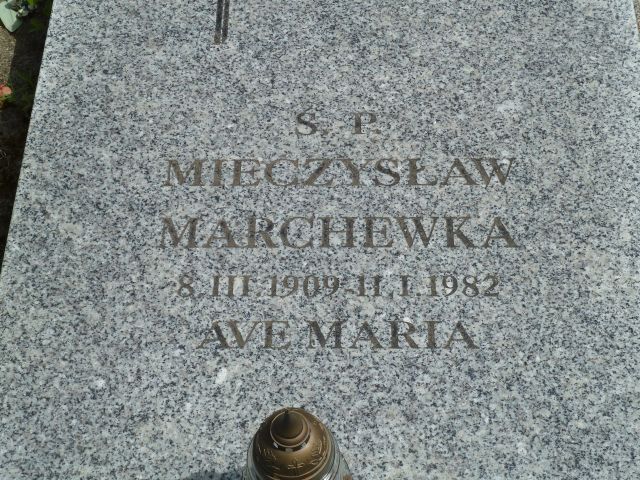 Ś. P.
MIECZYSŁAW
MARCHEWKA
8.III.1909-11.I.1982
AVE MARIA